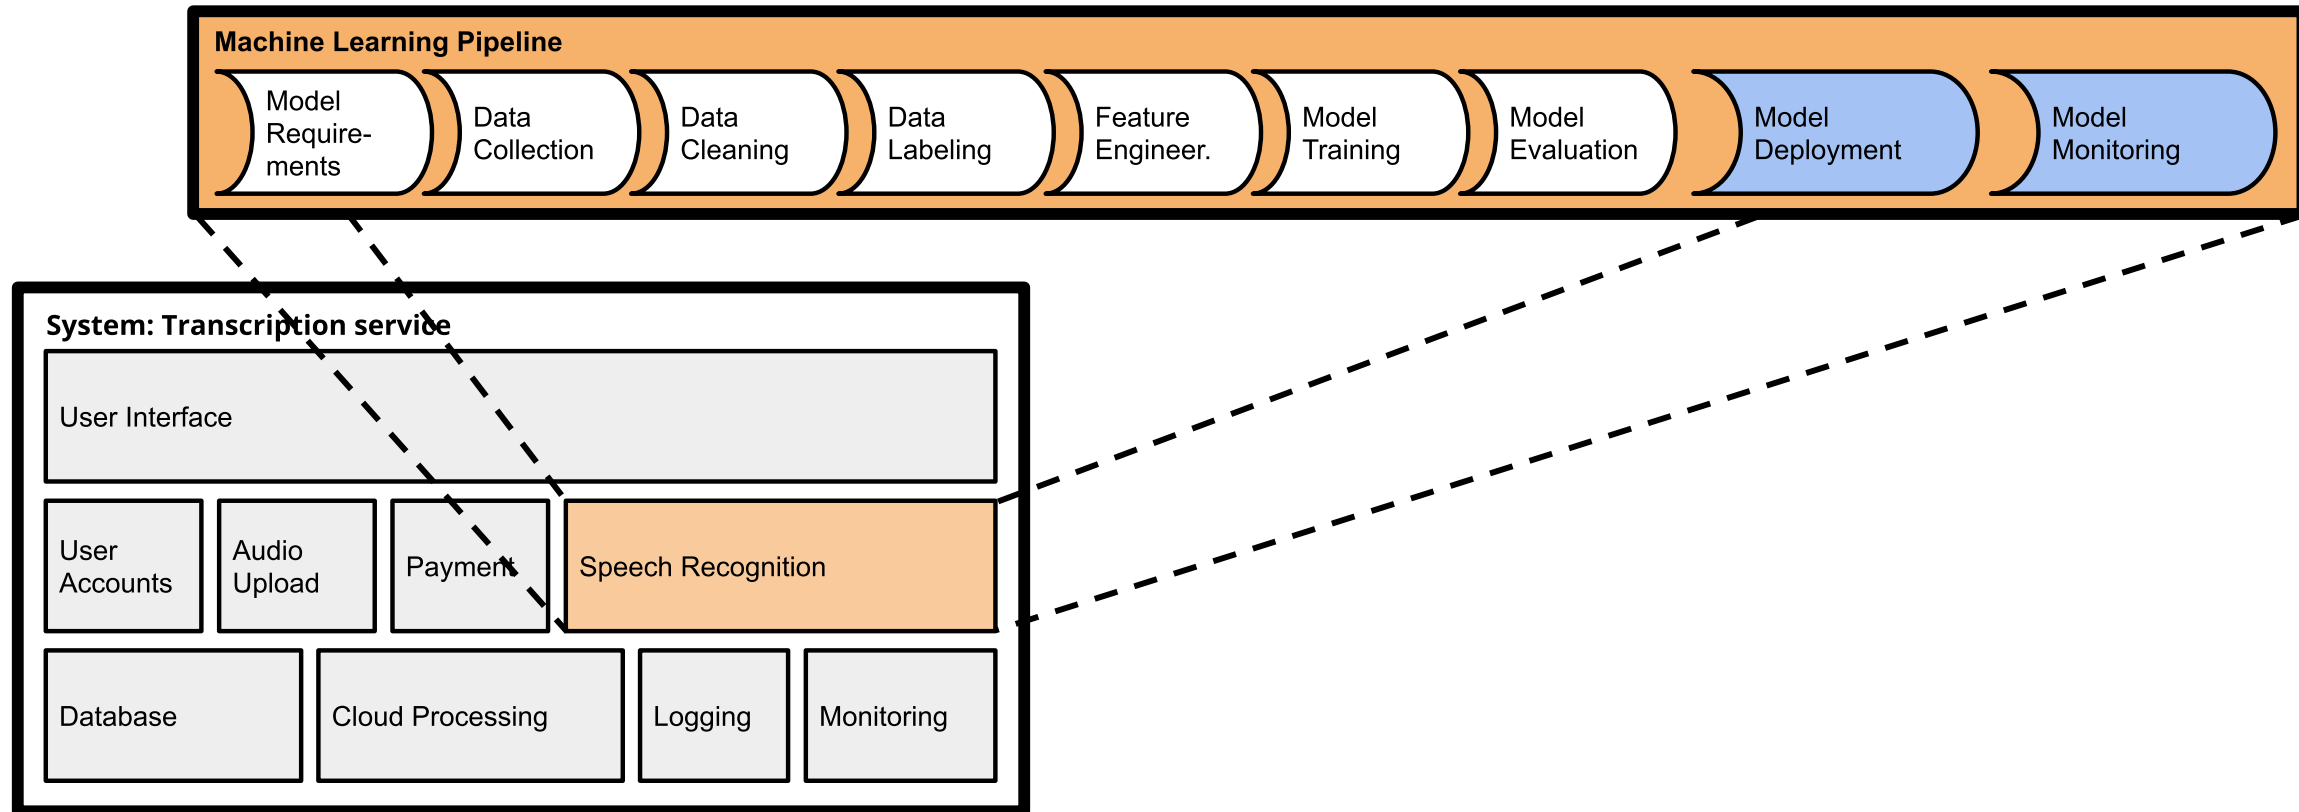 Machine Learning Pipeline
Model
Require-
ments
Data
Collection
Data
Cleaning
Data
Labeling
Feature
Engineer.
Model
Training
Model
Evaluation
Model
Deployment
Model
Monitoring
System: Transcription service
User Interface
User
Accounts
Audio
Upload
Payment
Speech Recognition
Database
Cloud Processing
Logging
Monitoring